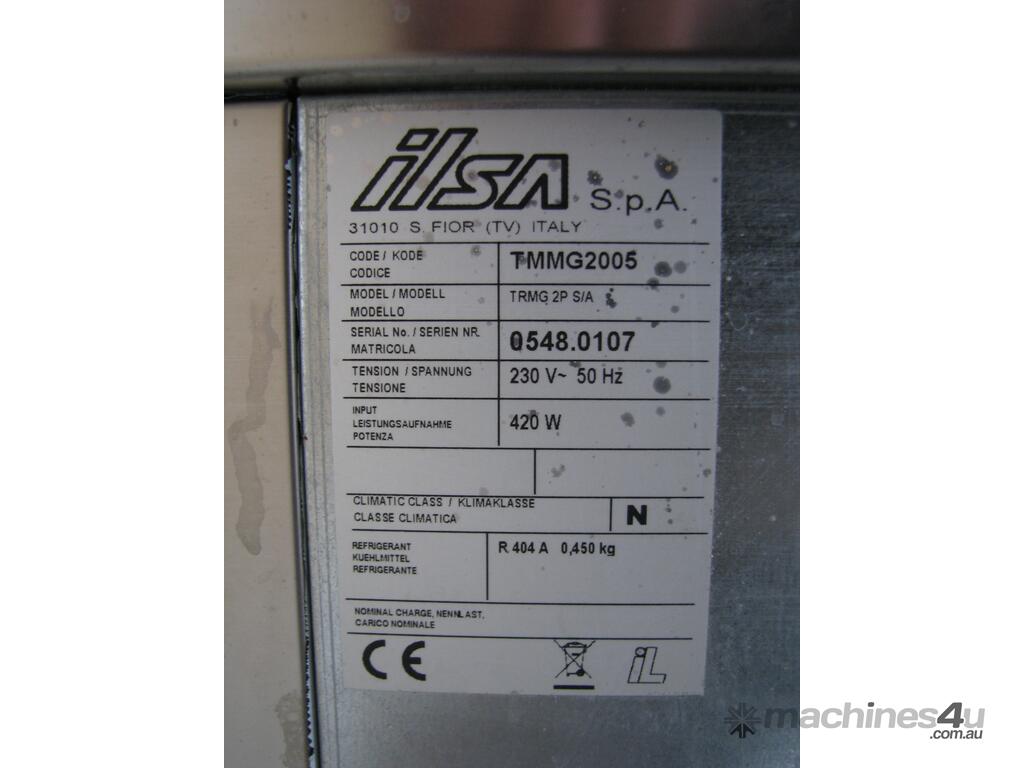 ilsa S.p.A.
31010 S. FIOR (TV) ITALY
CODE / KODE
CODICE
TMMG2005
MODEL / MODELL
MODELLO
TRMG 2P S/A
SERIAL No. / SERIEN NR.
MATRICOLA
0548.0107
TENSION / SPANNUNG
TENSIONE
230 V~ 50 Hz
INPUT
LEISTUNGSAUFNAHME
POTENZA
420 W
CLIMATIC CLASS / KLIMAKLASSE
CLASSE CLIMATICA
N
REFRIGERANT
KUEHLMITTEL
REFRIGERANTE
R 404 A 0,450 kg
NOMINAL CHARGE, NENNLAST,
CARICO NOMINALE
CE
iL
machines4u
.com.au